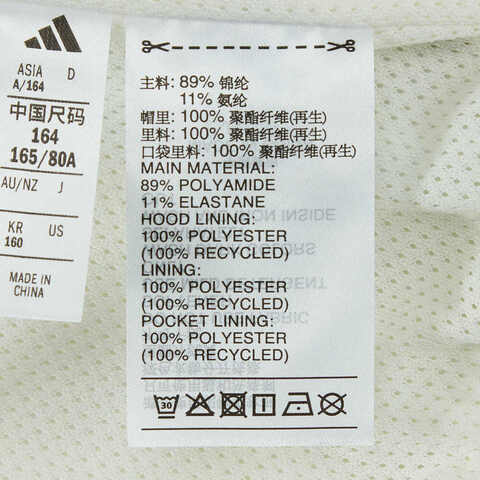 ASIA D
A/164
中国尺码
164
165/80A
AU/NZ J
KR US
160
MADE IN
CHINA
主料: 89% 锦纶
11% 氨纶
帽里: 100% 聚酯纤维(再生)
里料: 100% 聚酯纤维(再生)
口袋里料: 100% 聚酯纤维(再生)
MAIN MATERIAL:
89% POLYAMIDE
11% ELASTANE
HOOD LINING:
100% POLYESTER
(100% RECYCLED)
LINING:
100% POLYESTER
(100% RECYCLED)
POCKET LINING:
100% POLYESTER
(100% RECYCLED)
30